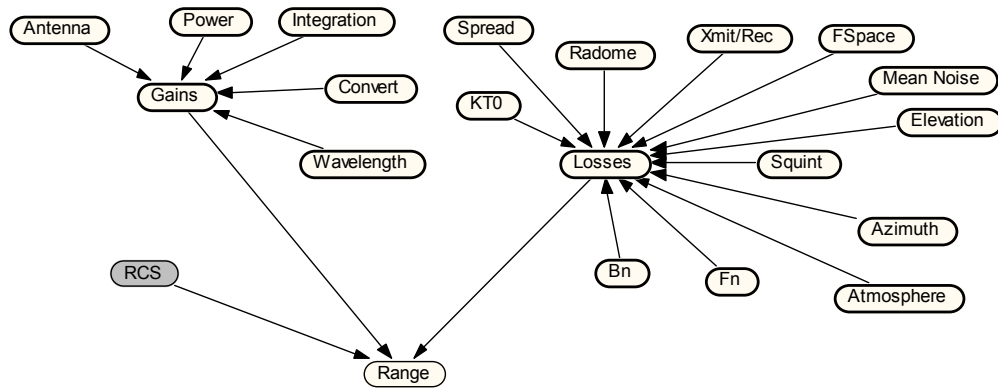 Antenna
Power
Integration
Gains
Convert
Wavelength
Spread
Radome
Xmit/Rec
FSpace
Mean Noise
KT0
Elevation
Losses
Squint
Azimuth
Bn
Fn
Atmosphere
RCS
Range